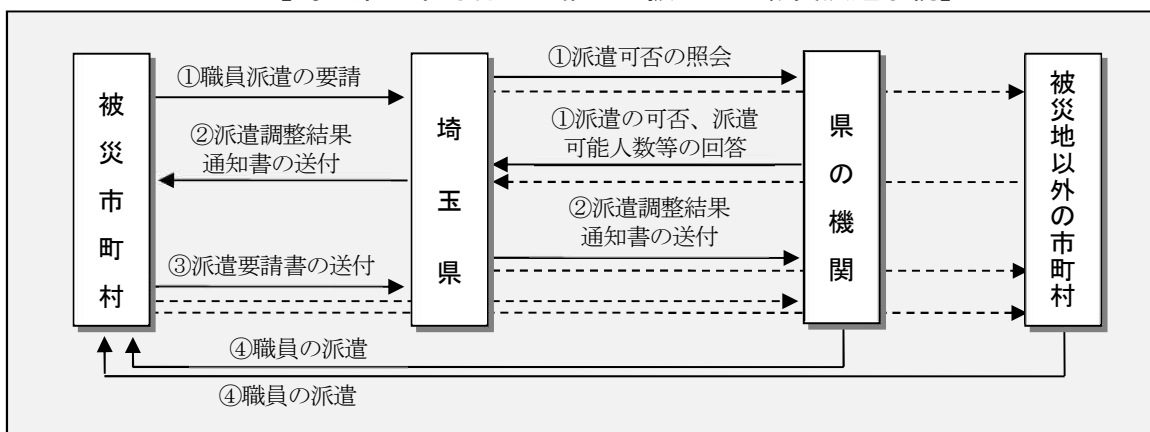 被災市町村
埼玉県
県の機関
被災地以外の市町村
①職員派遣の要請
①派遣可否の照会
②派遣調整結果
通知書の送付
①派遣の可否、派遣
可能人数等の回答
②派遣調整結果
通知書の送付
③派遣要請書の送付
④職員の派遣
④職員の派遣